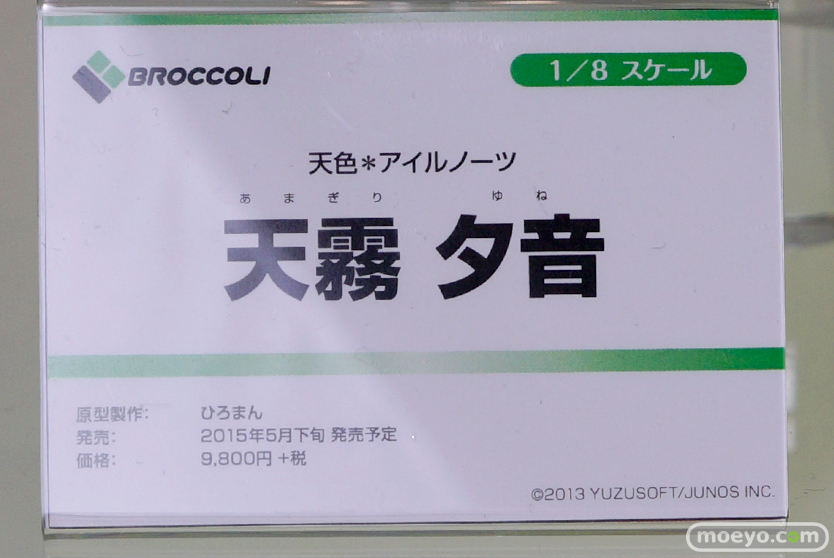 BROCCOLI
1/8 スケール
天色*アイルノーツ
あまぎり ゆね
天霧 夕音
原型製作: ひろまん
発売: 2015年5月下旬 発売予定
価格: 9,800円+税
©2013 YUZUSOFT/JUNOS INC.
moeyo.com